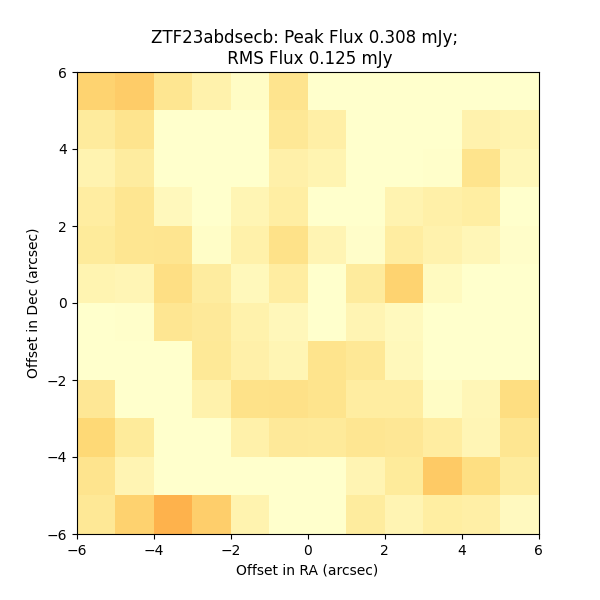 ZTF23abdsecb: Peak Flux 0.308 mJy;
RMS Flux 0.125 mJy
6
4
2
0
−2
−4
−6
Offset in Dec (arcsec)
−6 −4 −2 0 2 4 6
Offset in RA (arcsec)